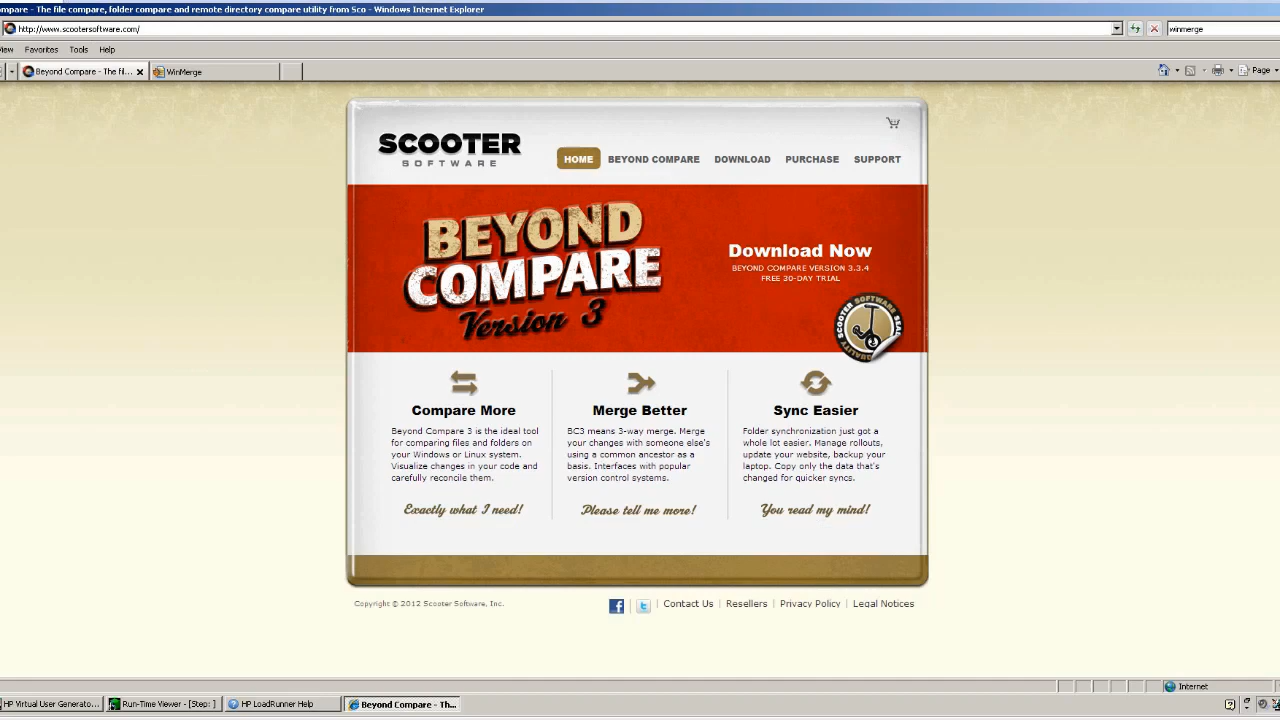 ompare - The file compare, folder compare and remote directory compare utility from Sco - Windows Internet Explorer
http://www.scootersoftware.com/
winmerge
View Favorites Tools Help
Beyond Compare - The fil...
WinMerge
Page
SCOOTER
SOFTWARE
HOME BEYOND COMPARE DOWNLOAD PURCHASE SUPPORT
BEYOND
COMPARE
Version 3
Download Now
BEYOND COMPARE VERSION 3.3.4
FREE 30-DAY TRIAL
SCOOTER SOFTWARE SEAL
QUALITY
Compare More
Beyond Compare 3 is the ideal tool
for comparing files and folders on
your Windows or Linux system.
Visualize changes in your code and
carefully reconcile them.
Exactly what I need!
Merge Better
BC3 means 3-way merge. Merge
your changes with someone else's
using a common ancestor as a
basis. Interfaces with popular
version control systems.
Please tell me more!
Sync Easier
Folder synchronization just got a
whole lot easier. Manage rollouts,
update your website, backup your
laptop. Copy only the data that's
changed for quicker syncs.
You read my mind!
Copyright © 2012 Scooter Software, Inc.
Contact Us | Resellers | Privacy Policy | Legal Notices
Internet
HP Virtual User Generato...
Run-Time Viewer - [Step: ]
HP LoadRunner Help
Beyond Compare - Th...